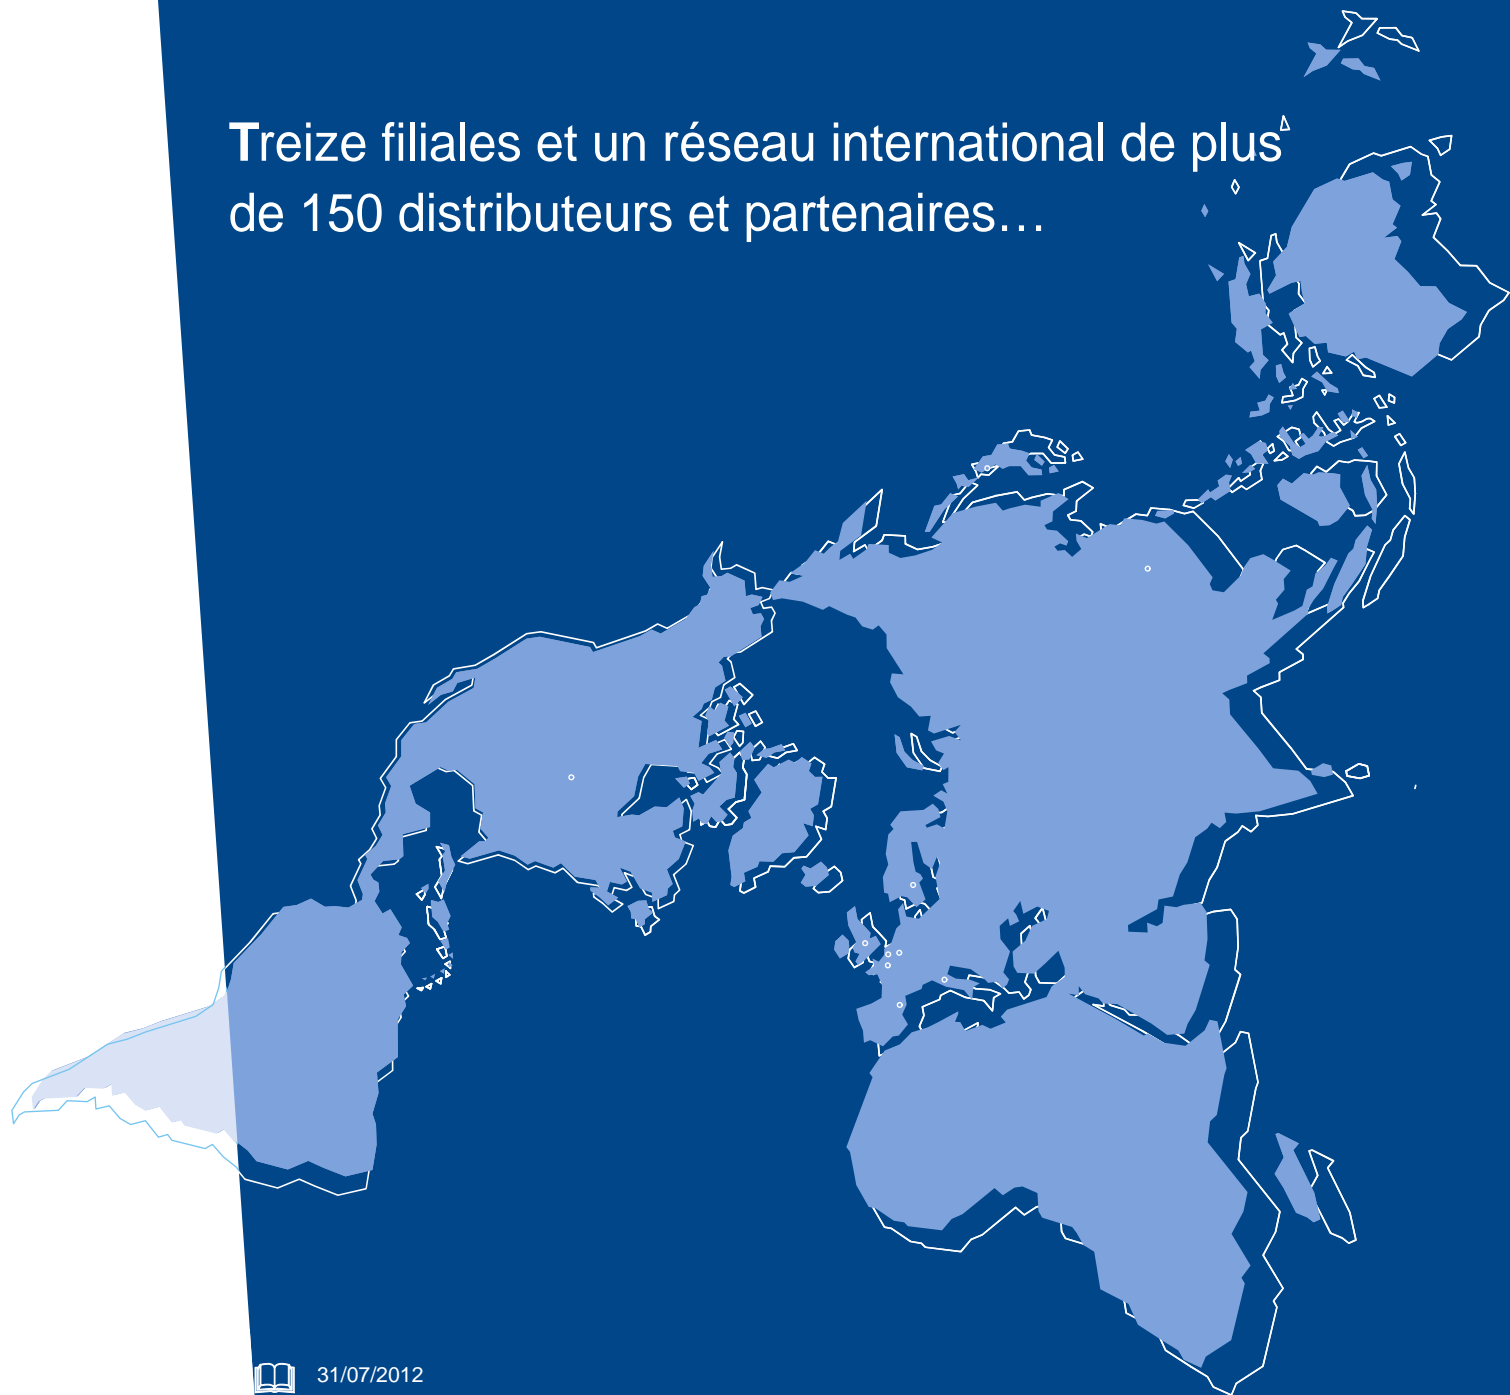 Treize filiales et un réseau international de plus
de 150 distributeurs et partenaires…
31/07/2012